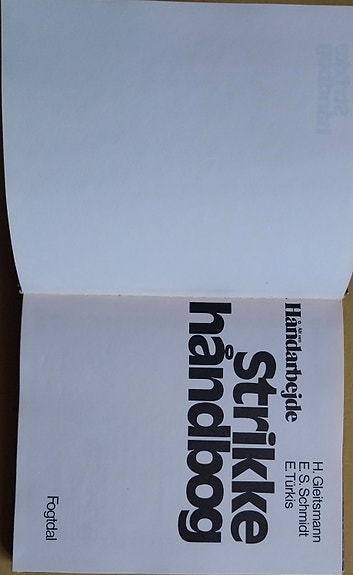 H. Gleitsmann
E. S. Schmidt
E. Türkis
Håndarbejde
Strikke
håndbog
Fogtdal